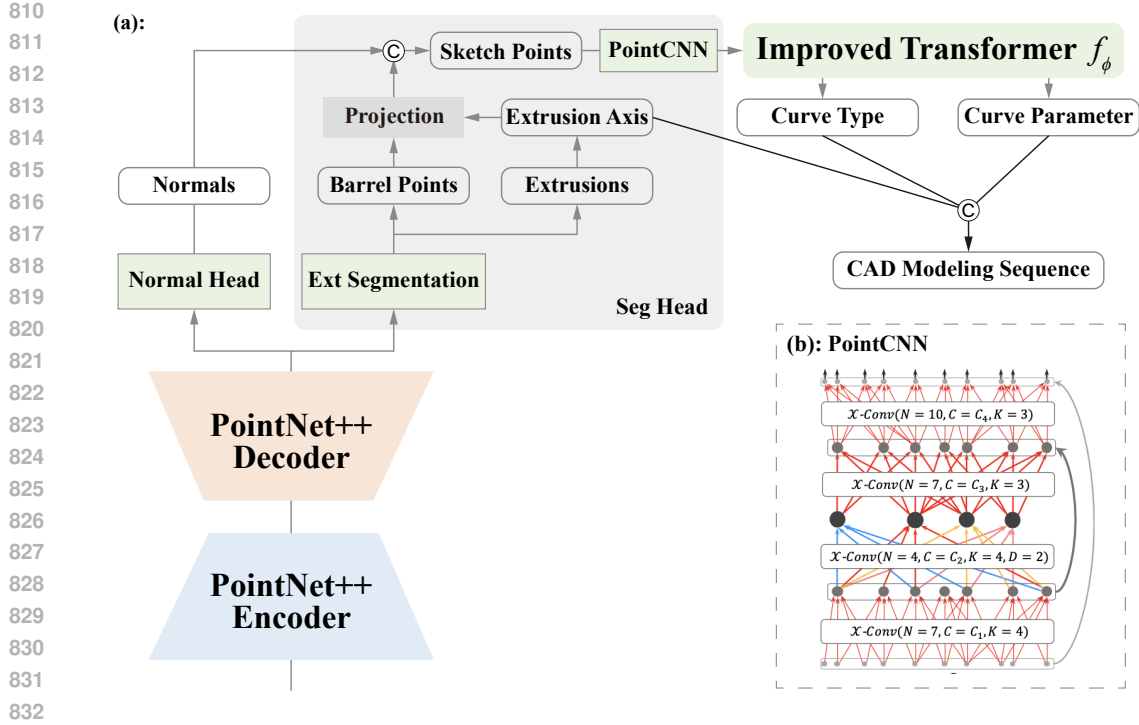 810
811
812
813
814
815
816
817
818
819
820
821
822
823
824
825
826
827
828
829
830
831
832
(a):
C
Sketch Points
PointCNN
Improved Transformer f_ϕ
Projection
Extrusion Axis
Curve Type
Curve Parameter
Normals
Barrel Points
Extrusions
C
Normal Head
Ext Segmentation
CAD Modeling Sequence
Seg Head
PointNet++
Decoder
PointNet++
Encoder
(b): PointCNN
𝒳-Conv(N = 10, C = C₄, K = 3)
𝒳-Conv(N = 7, C = C₃, K = 3)
𝒳-Conv(N = 4, C = C₂, K = 4, D = 2)
𝒳-Conv(N = 7, C = C₁, K = 4)